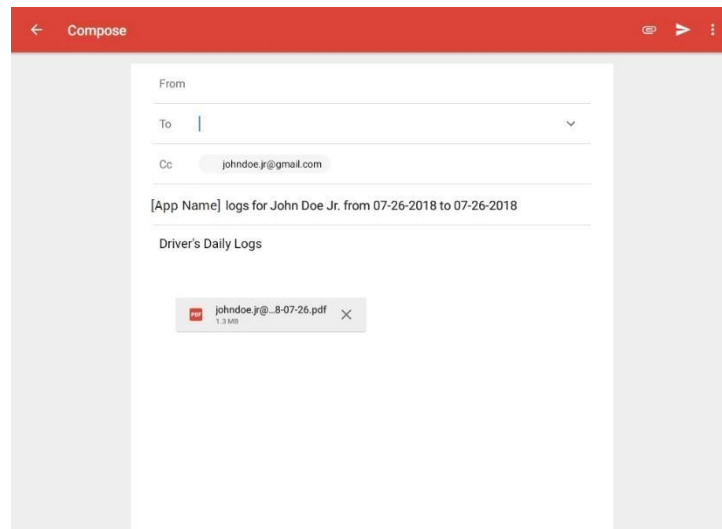 Compose
From
To
Cc johndoe.jr@gmail.com
[App Name] logs for John Doe Jr. from 07-26-2018 to 07-26-2018
Driver's Daily Logs
PDF johndoe.jr@...8-07-26.pdf
1.3 MB